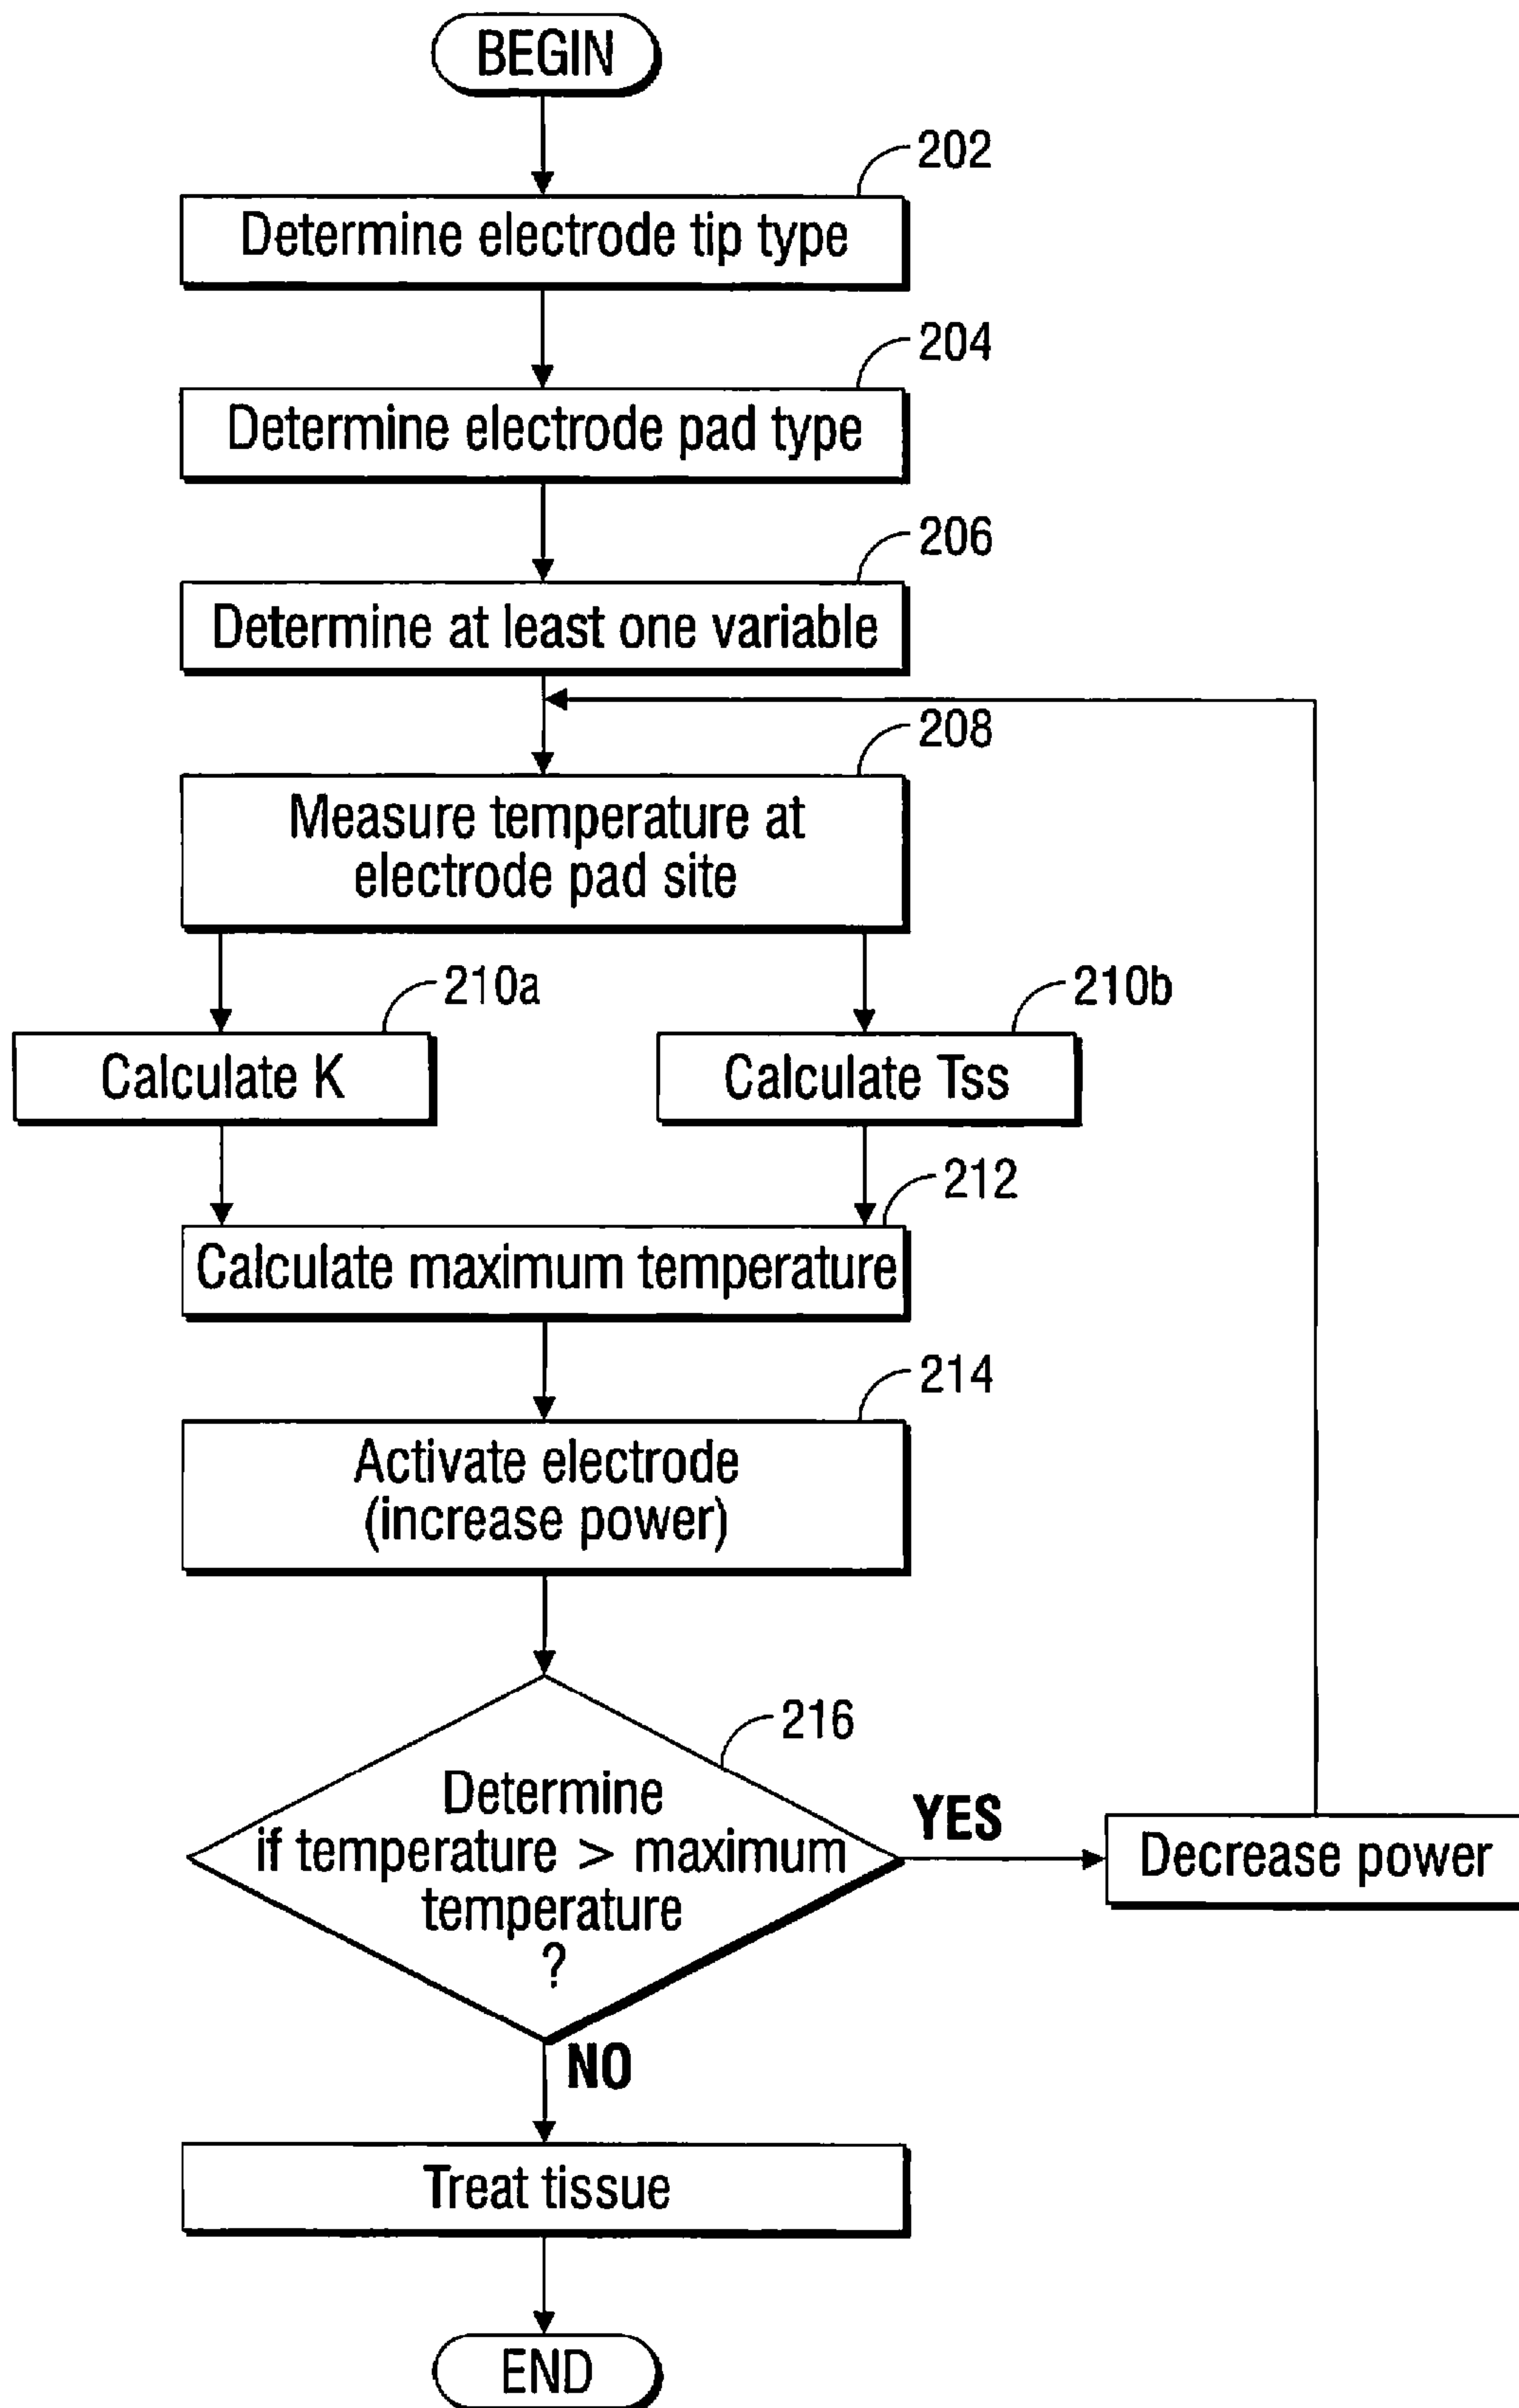 BEGIN
202
Determine electrode tip type
204
Determine electrode pad type
206
Determine at least one variable
208
Measure temperature at
electrode pad site
210a
210b
Calculate K
Calculate Tss
212
Calculate maximum temperature
214
Activate electrode
(increase power)
216
Determine
if temperature > maximum
temperature
?
YES
Decrease power
NO
Treat tissue
END